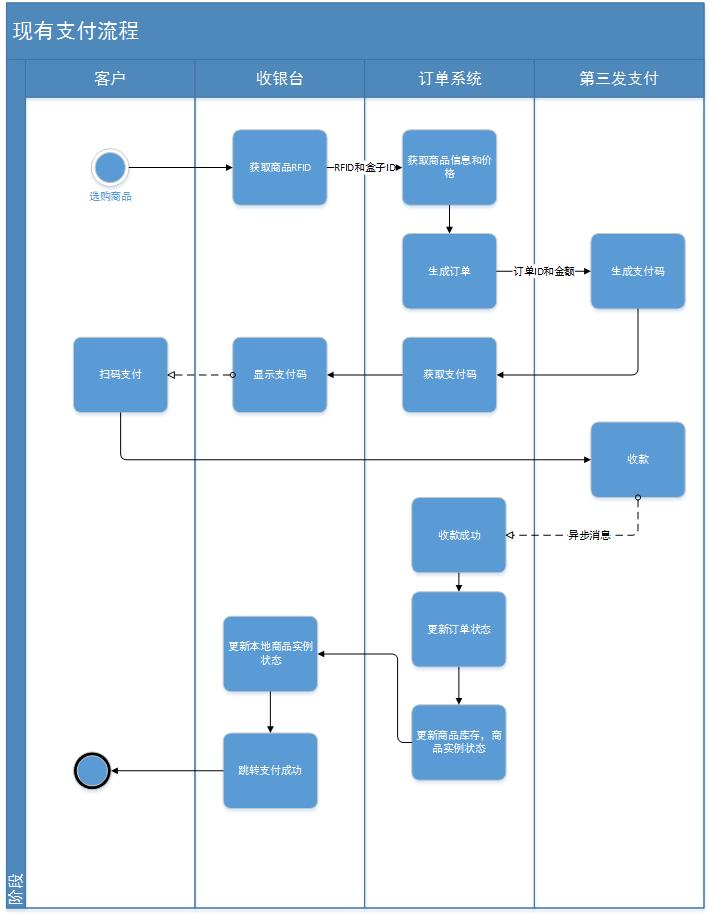 现有支付流程
客户
收银台
订单系统
第三发支付
选购商品
获取商品RFID
RFID和盒子ID
获取商品信息和价
格
生成订单
订单ID和金额
生成支付码
扫码支付
显示支付码
获取支付码
收款
收款成功
异步消息
更新订单状态
更新本地商品实例
状态
更新商品库存，商
品实例状态
跳转支付成功
阶段